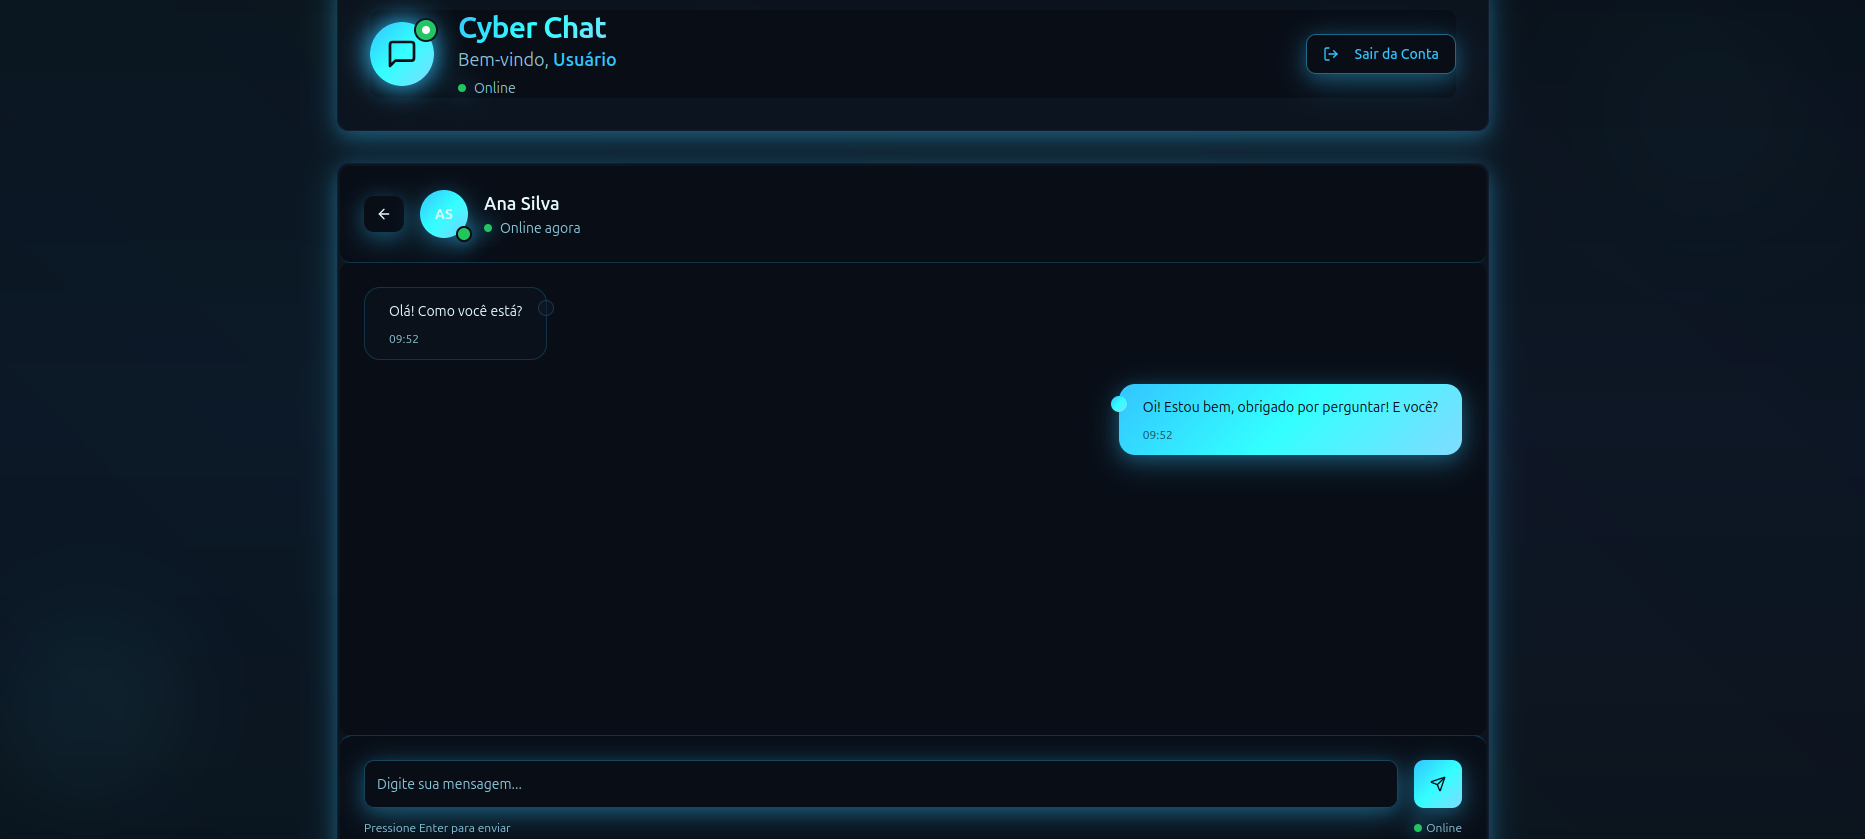 Cyber Chat
Bem-vindo, Usuário
Online
Sair da Conta
AS
Ana Silva
Online agora
Olá! Como você está?
09:52
Oi! Estou bem, obrigado por perguntar! E você?
09:52
Digite sua mensagem...
Pressione Enter para enviar
Online